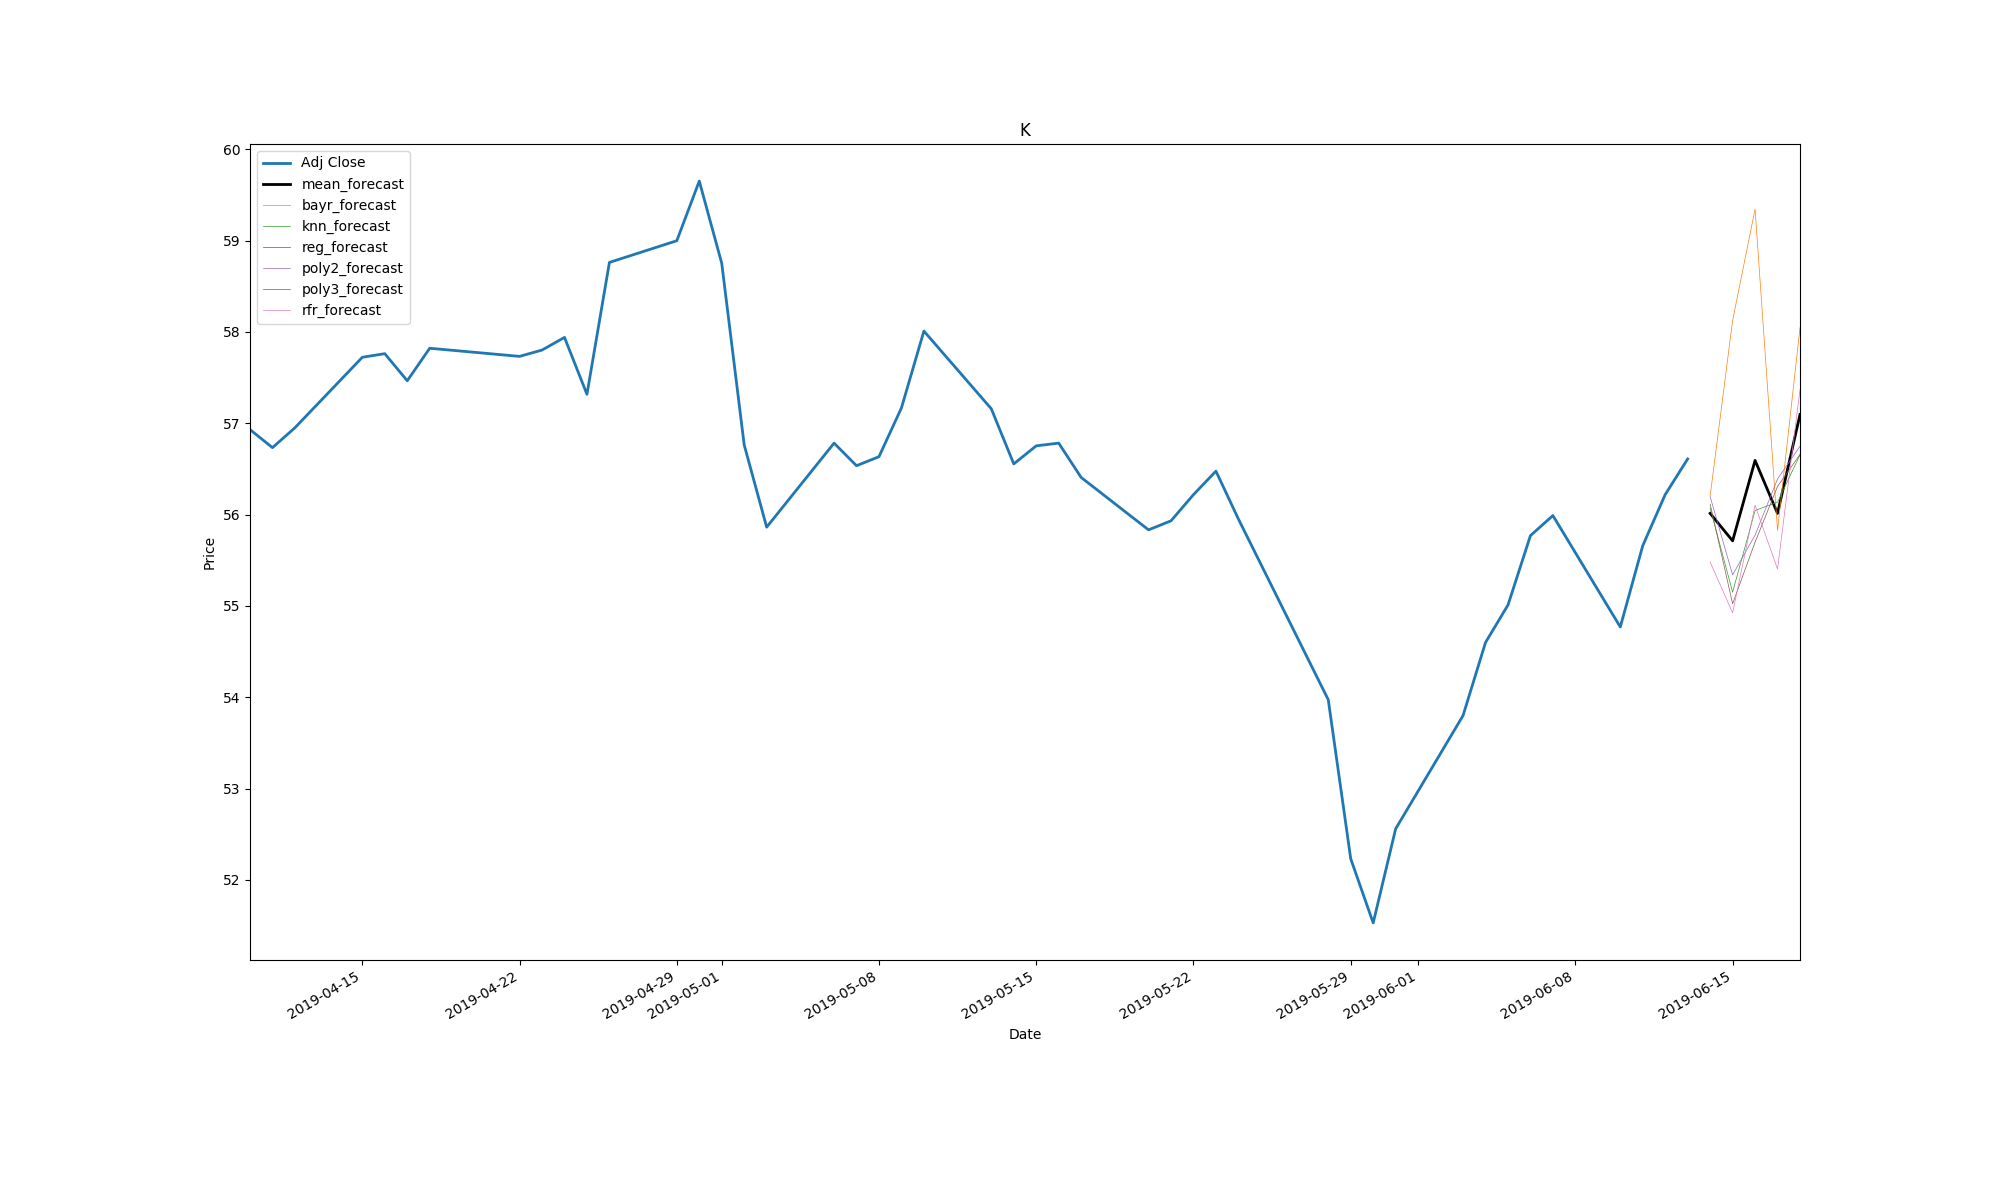 K
60
59
58
57
56
55
54
53
52
Price
Adj Close
mean_forecast
bayr_forecast
knn_forecast
reg_forecast
poly2_forecast
poly3_forecast
rfr_forecast
2019-04-15
2019-04-22
2019-04-29
2019-05-01
2019-05-08
2019-05-15
2019-05-22
2019-05-29
2019-06-01
2019-06-08
2019-06-15
Date